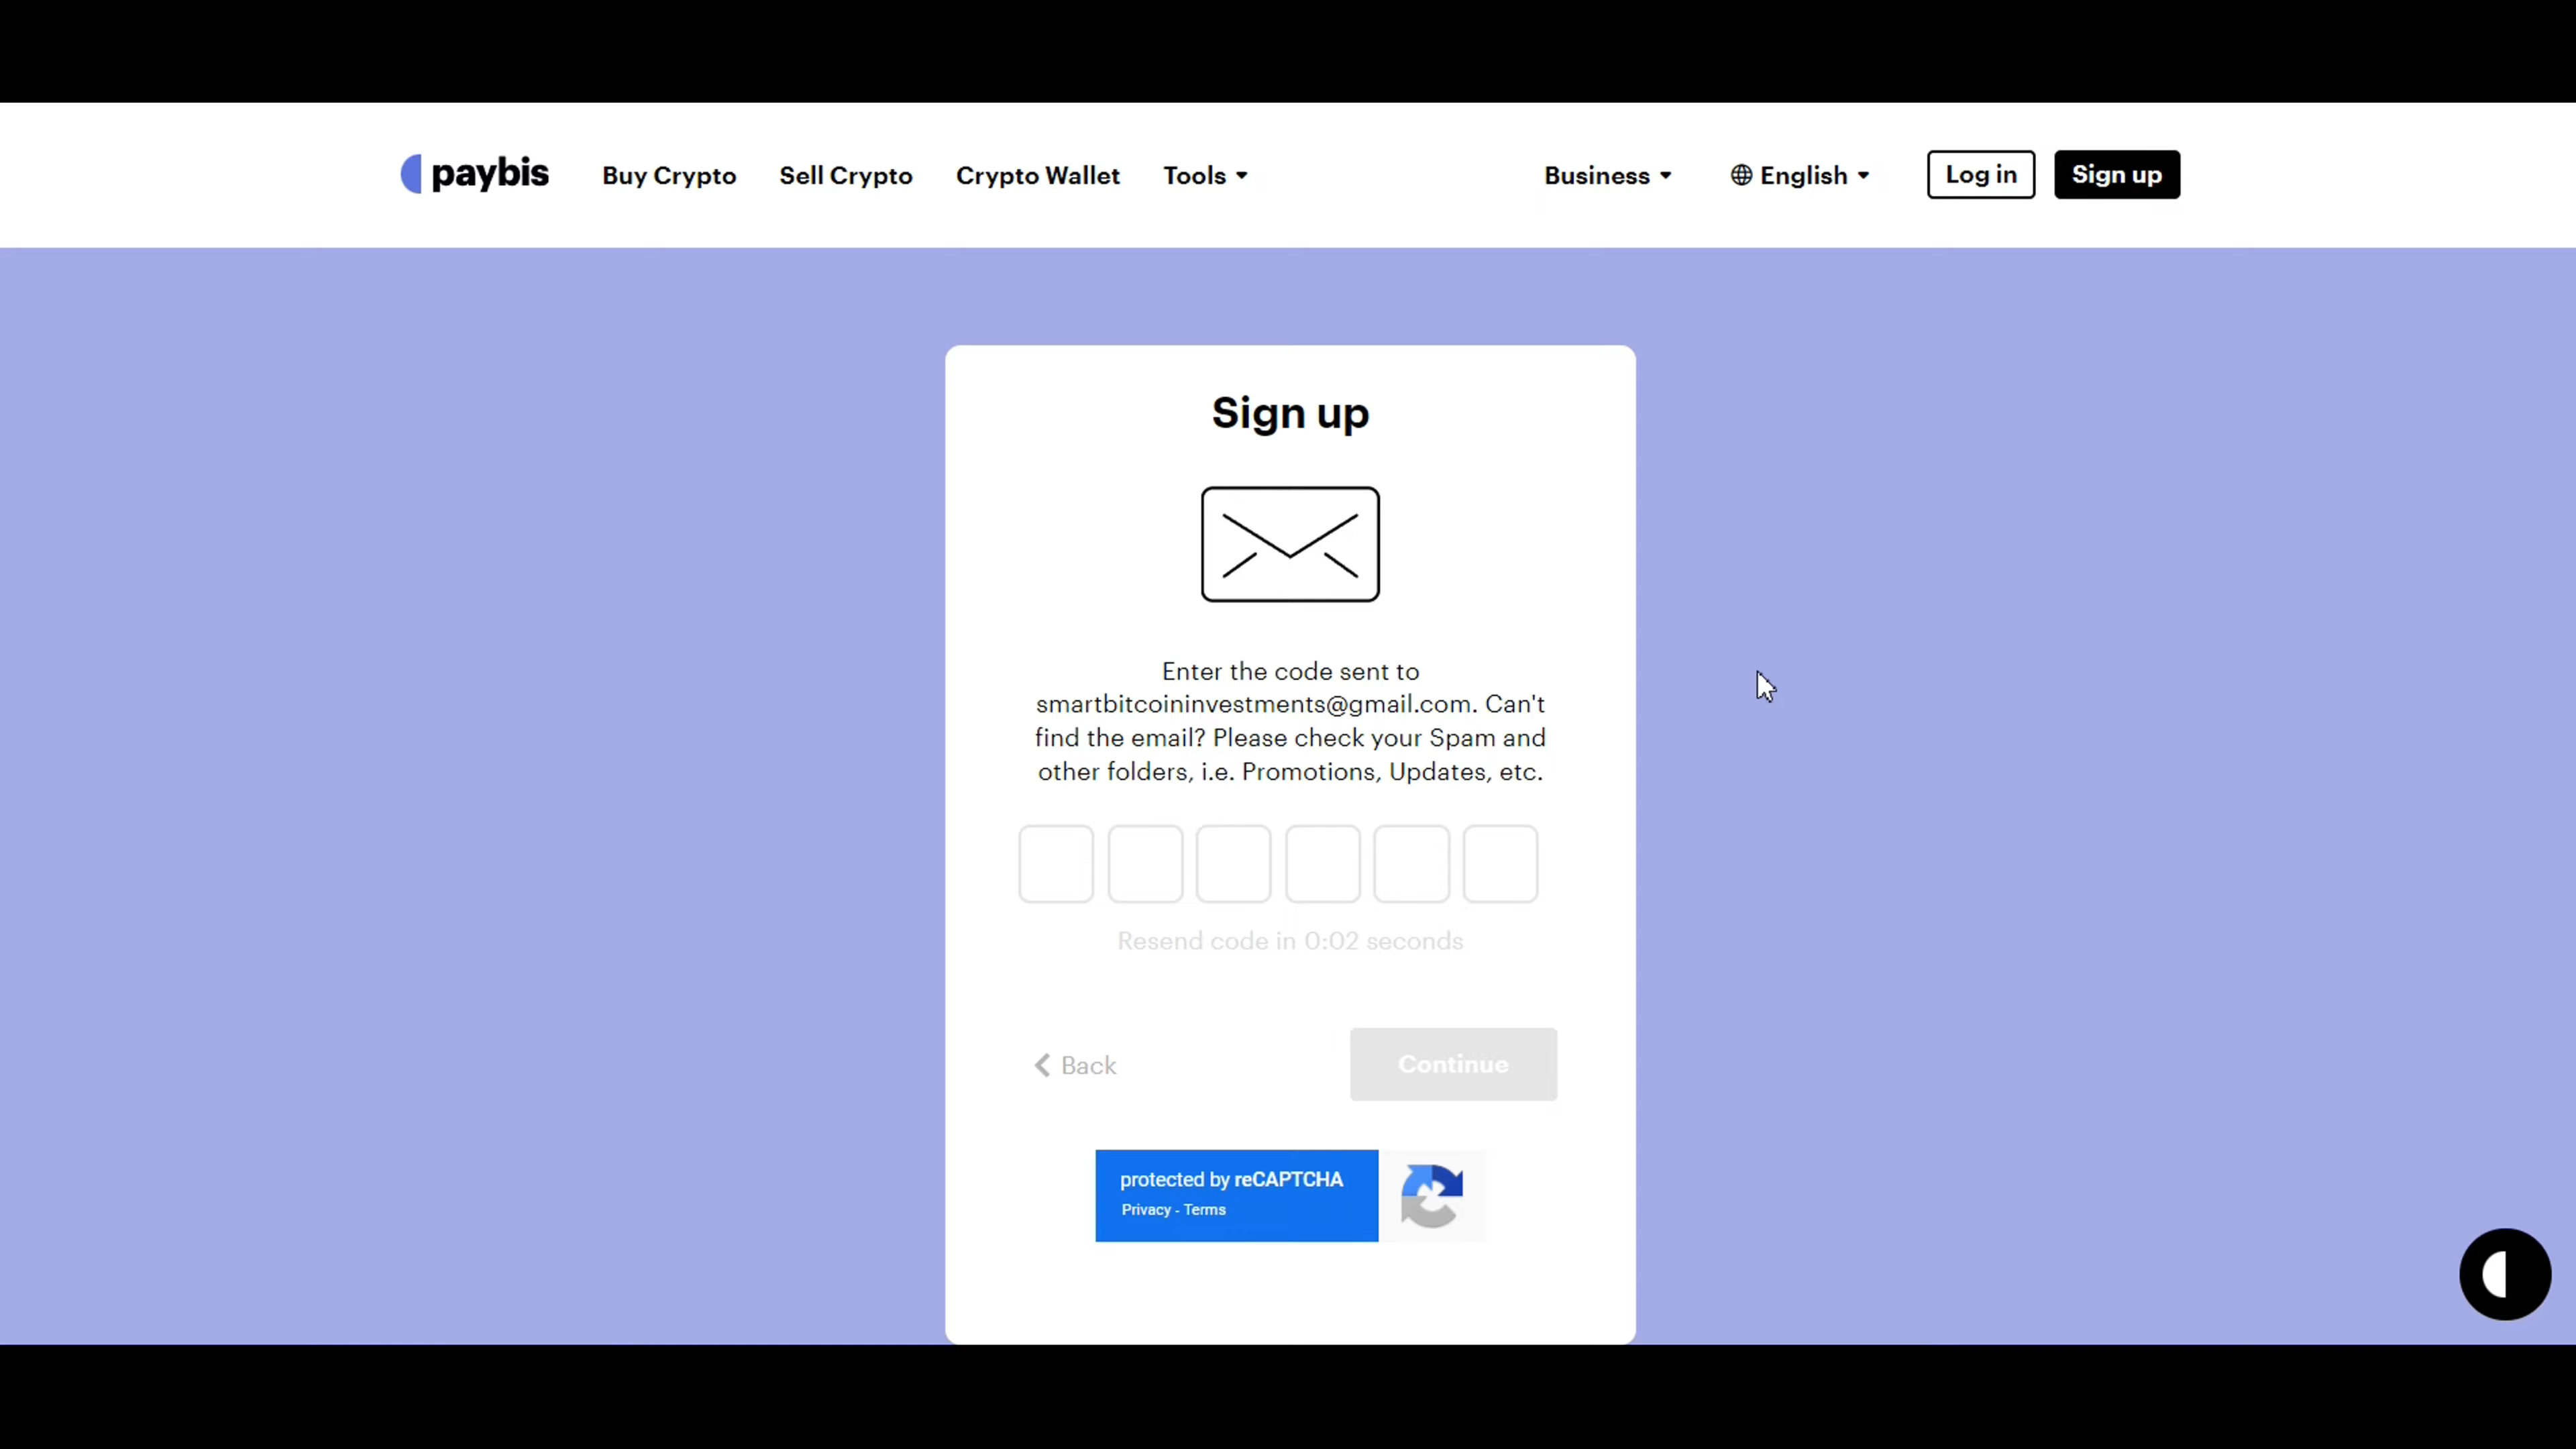 paybis
Buy Crypto
Sell Crypto
Crypto Wallet
Tools
Business
English
Log in
Sign up
Sign up
Enter the code sent to
smartbitcoininvestments@gmail.com. Can't
find the email? Please check your Spam and
other folders, i.e. Promotions, Updates, etc.
Resend code in 0:02 seconds
Back
Continue
protected by reCAPTCHA
Privacy - Terms